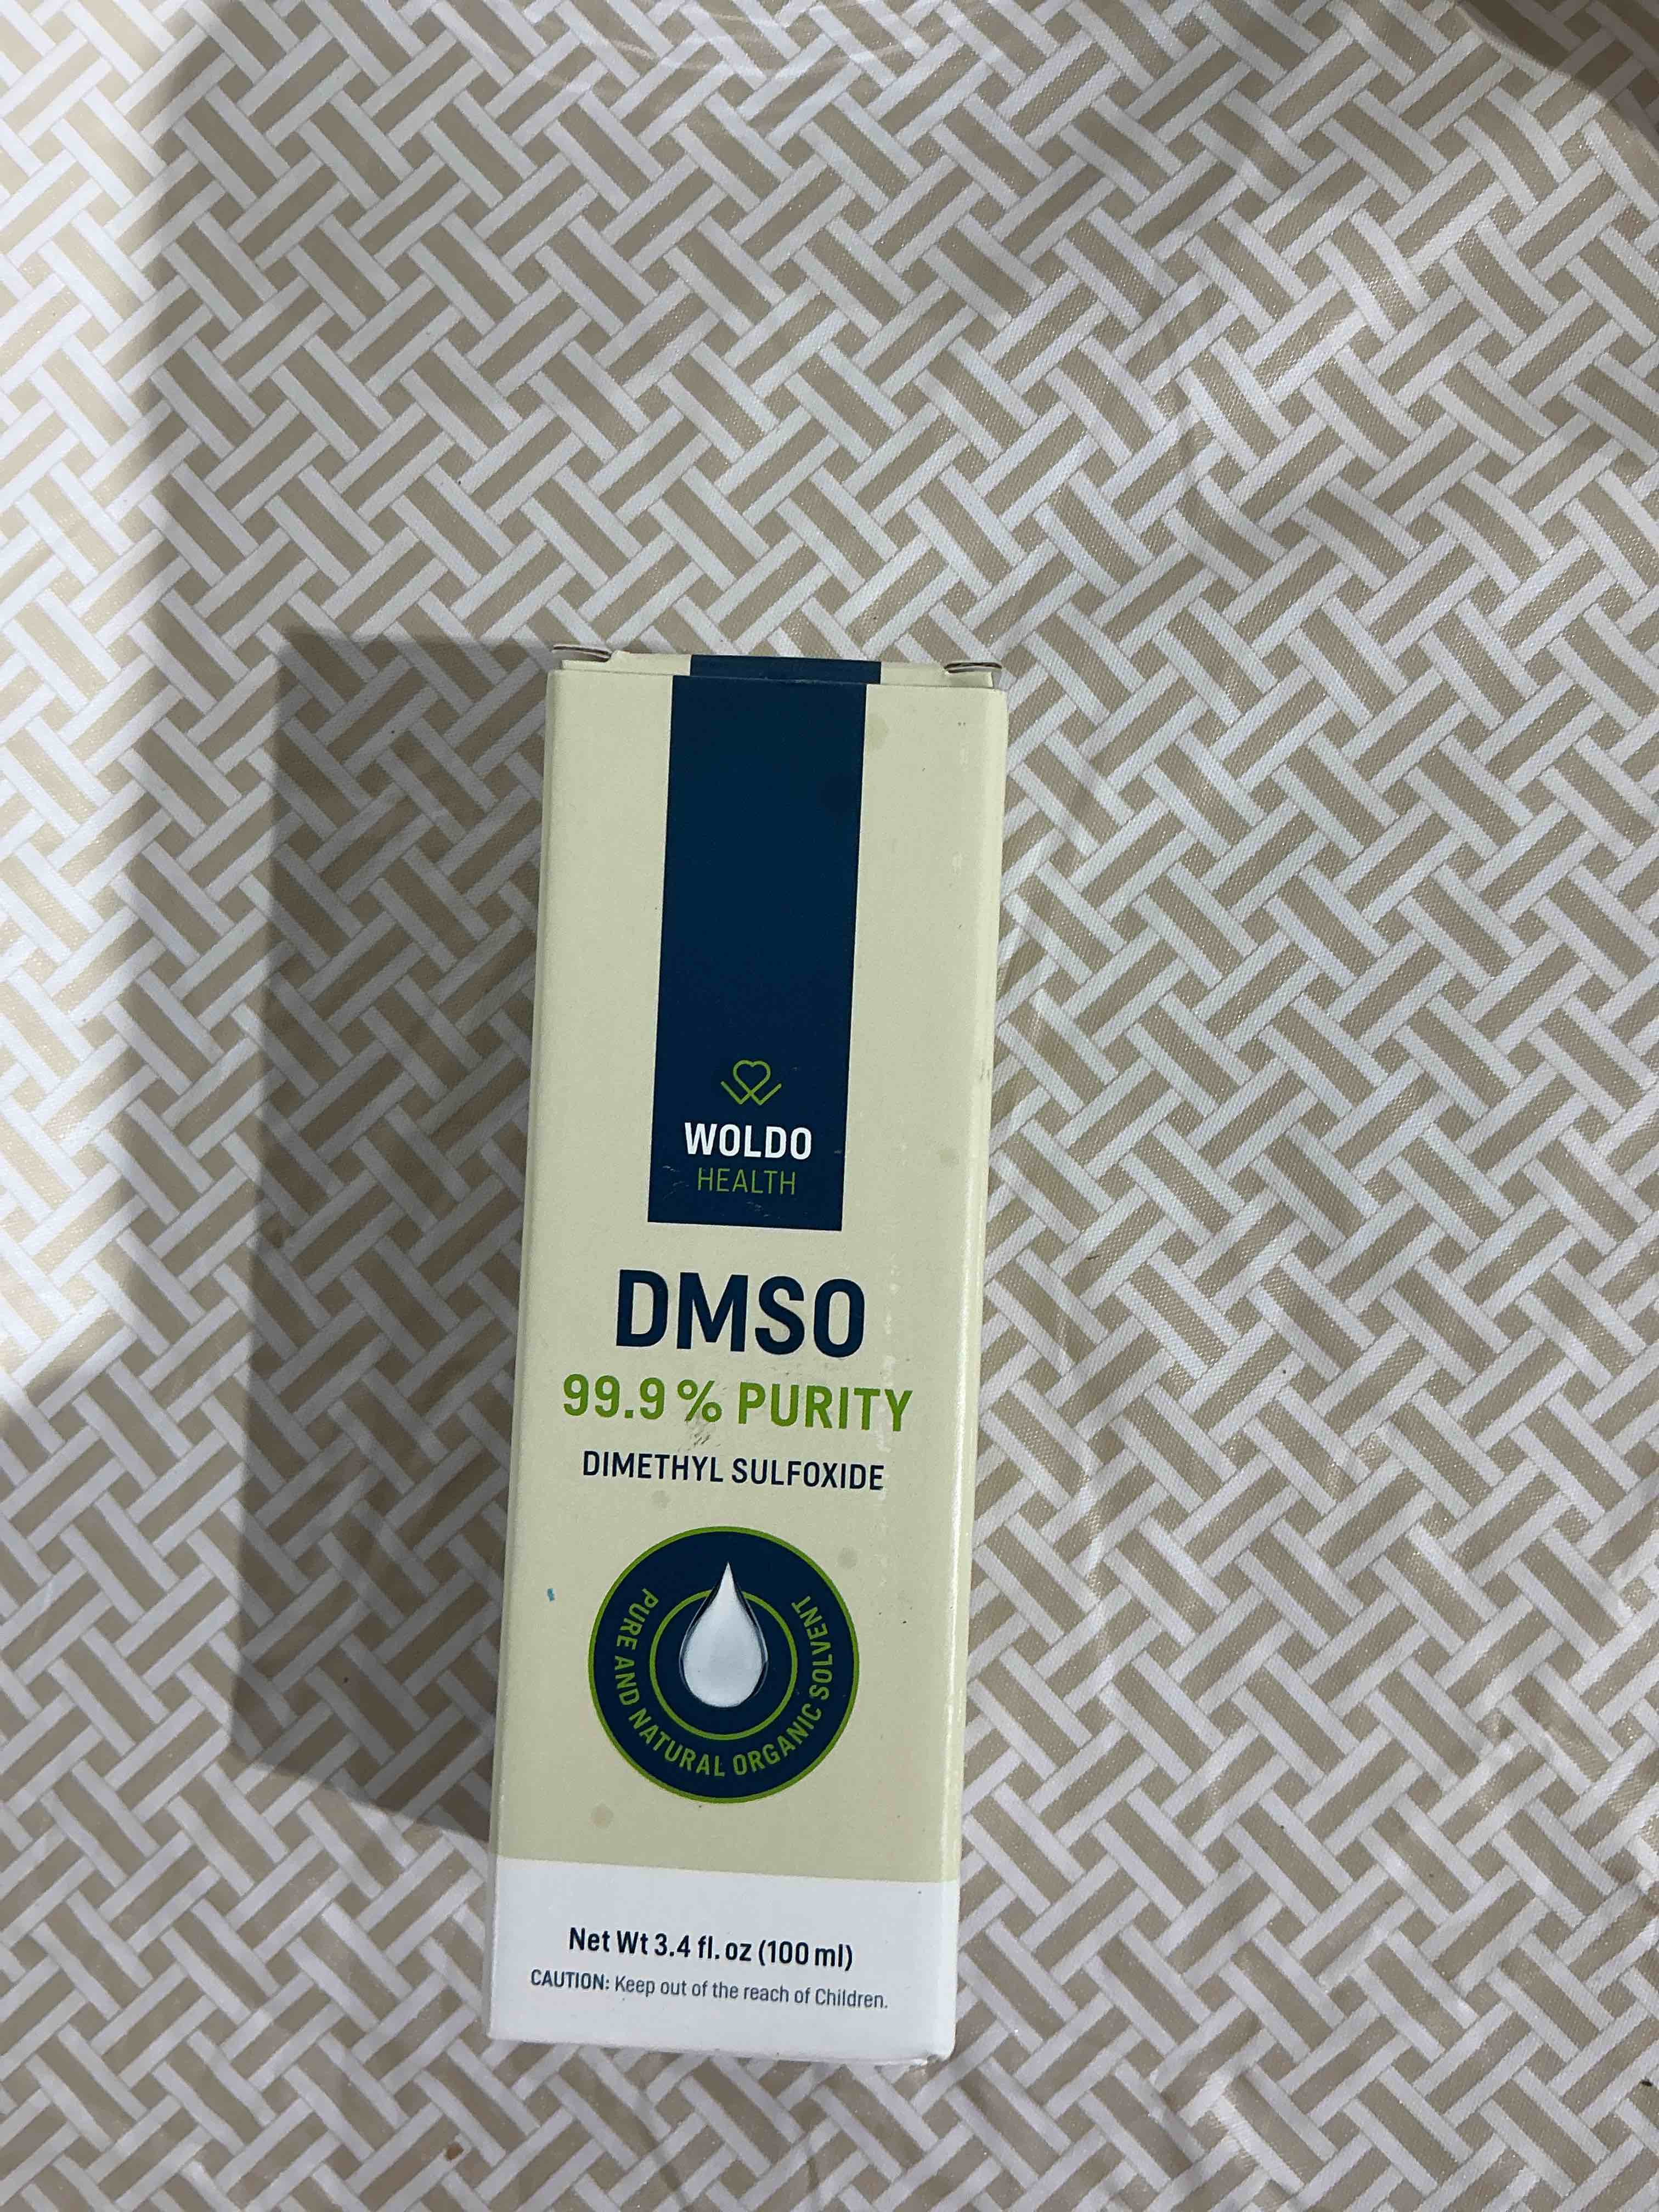 WOLDO
HEALTH
DMSO
99.9 % PURITY
DIMETHYL SULFOXIDE
PURE AND NATURAL ORGANIC SOLVENT
Net Wt 3.4 fl. oz (100 ml)
CAUTION: Keep out of the reach of Children.